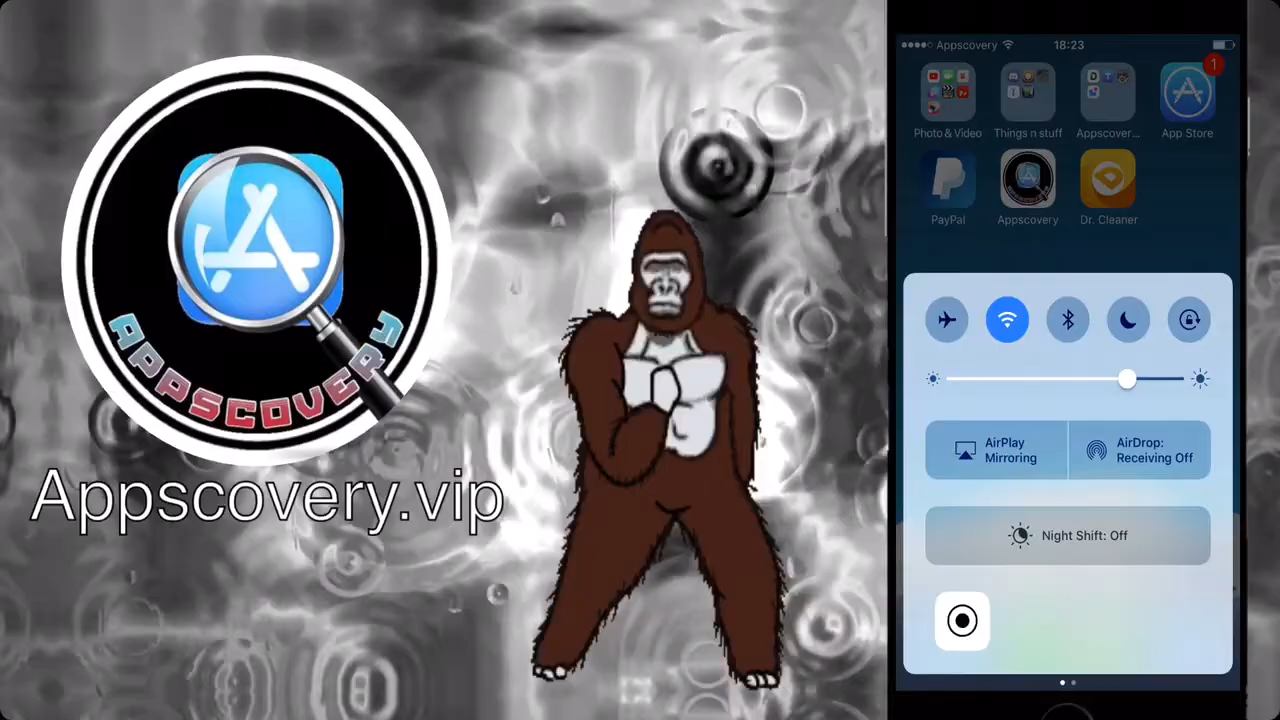 APPSCOVERY
Appscovery.vip
Appscovery 18:23
1
Photo & Video Things n stuff Appscover... App Store
PayPal Appscovery Dr. Cleaner
AirPlay
Mirroring
AirDrop:
Receiving Off
Night Shift: Off